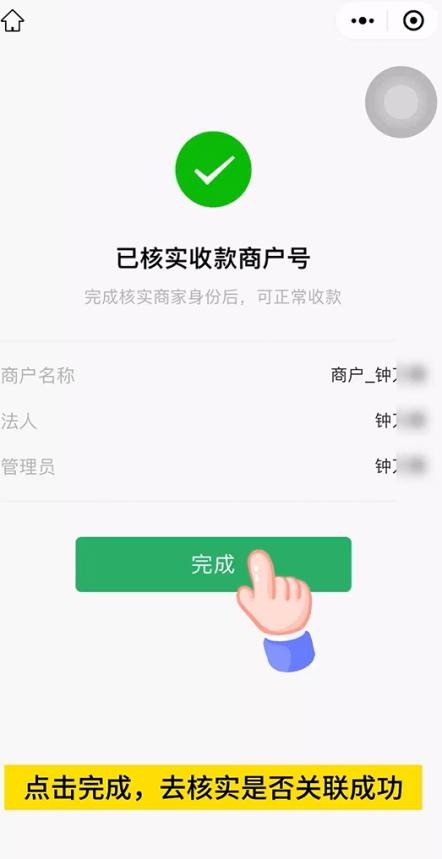 已核实收款商户号
完成核实商家身份后，可正常收款
商户名称 商户_钟
法人 钟
管理员 钟
完成
点击完成，去核实是否关联成功